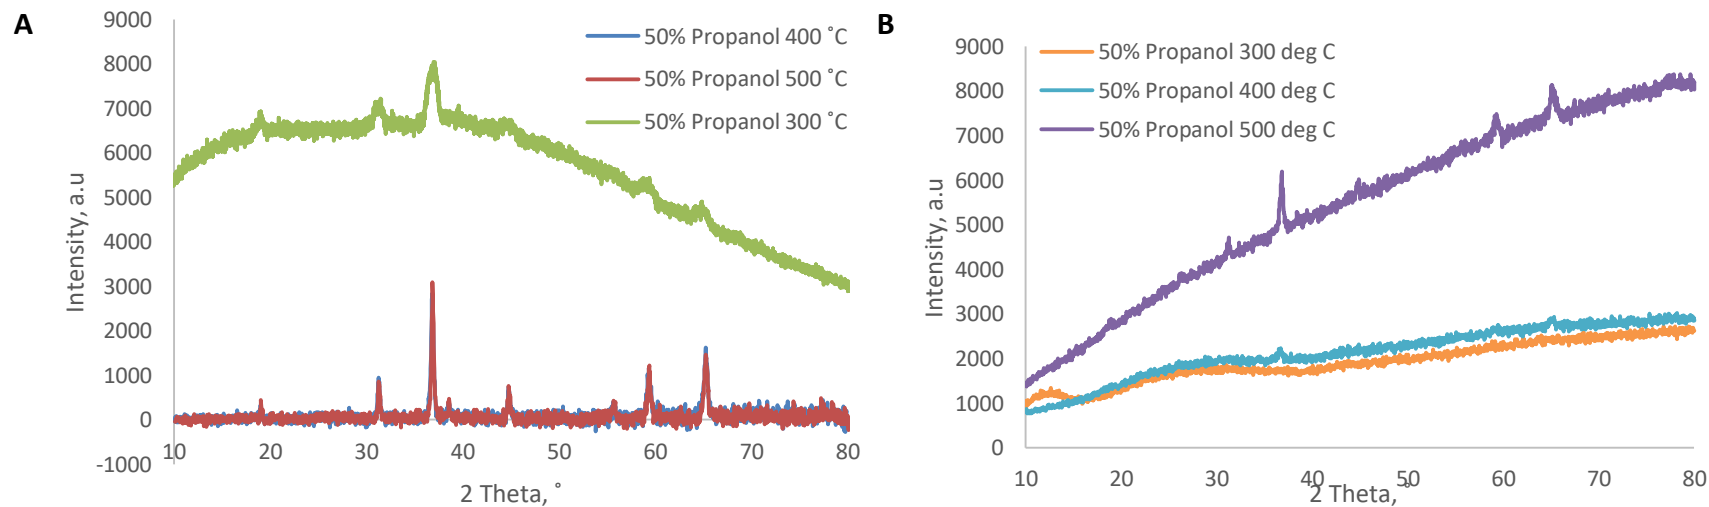 A
9000
8000
7000
6000
5000
4000
3000
2000
1000
0
-1000
Intensity, a.u
10 20 30 40 50 60 70 80
2 Theta, ˚
50% Propanol 400 ˚C
50% Propanol 500 ˚C
50% Propanol 300 ˚C
B
9000
8000
7000
6000
5000
4000
3000
2000
1000
0
Intensity, a.u
10 20 30 40 50 60 70 80
2 Theta, ˚
50% Propanol 300 deg C
50% Propanol 400 deg C
50% Propanol 500 deg C